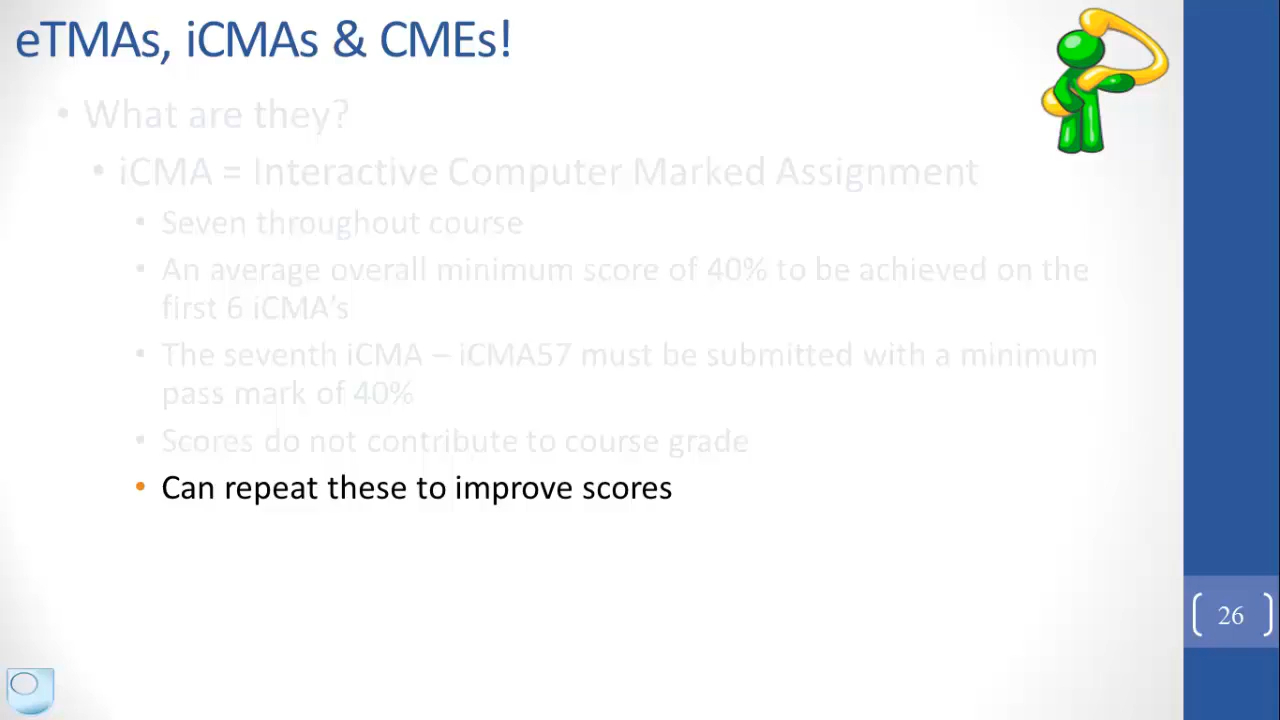 eTMAs, iCMAs & CMEs!
• What are they?
• iCMA = Interactive Computer Marked Assignment
• Seven throughout course
• An average overall minimum score of 40% to be achieved on the
first 6 iCMA's
• The seventh iCMA – iCMA57 must be submitted with a minimum
pass mark of 40%
• Scores do not contribute to course grade
• Can repeat these to improve scores
26